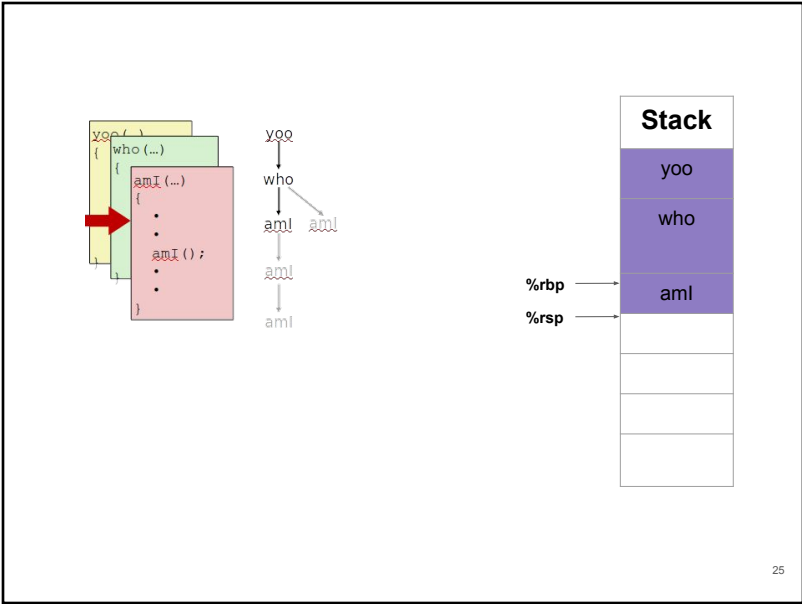 yoo(…)
{
who(…)
{
amI(…)
{
•
•
amI();
•
•
}
}
}
yoo
who
amI amI
amI
amI
Stack
yoo
who
amI
%rbp
%rsp
25